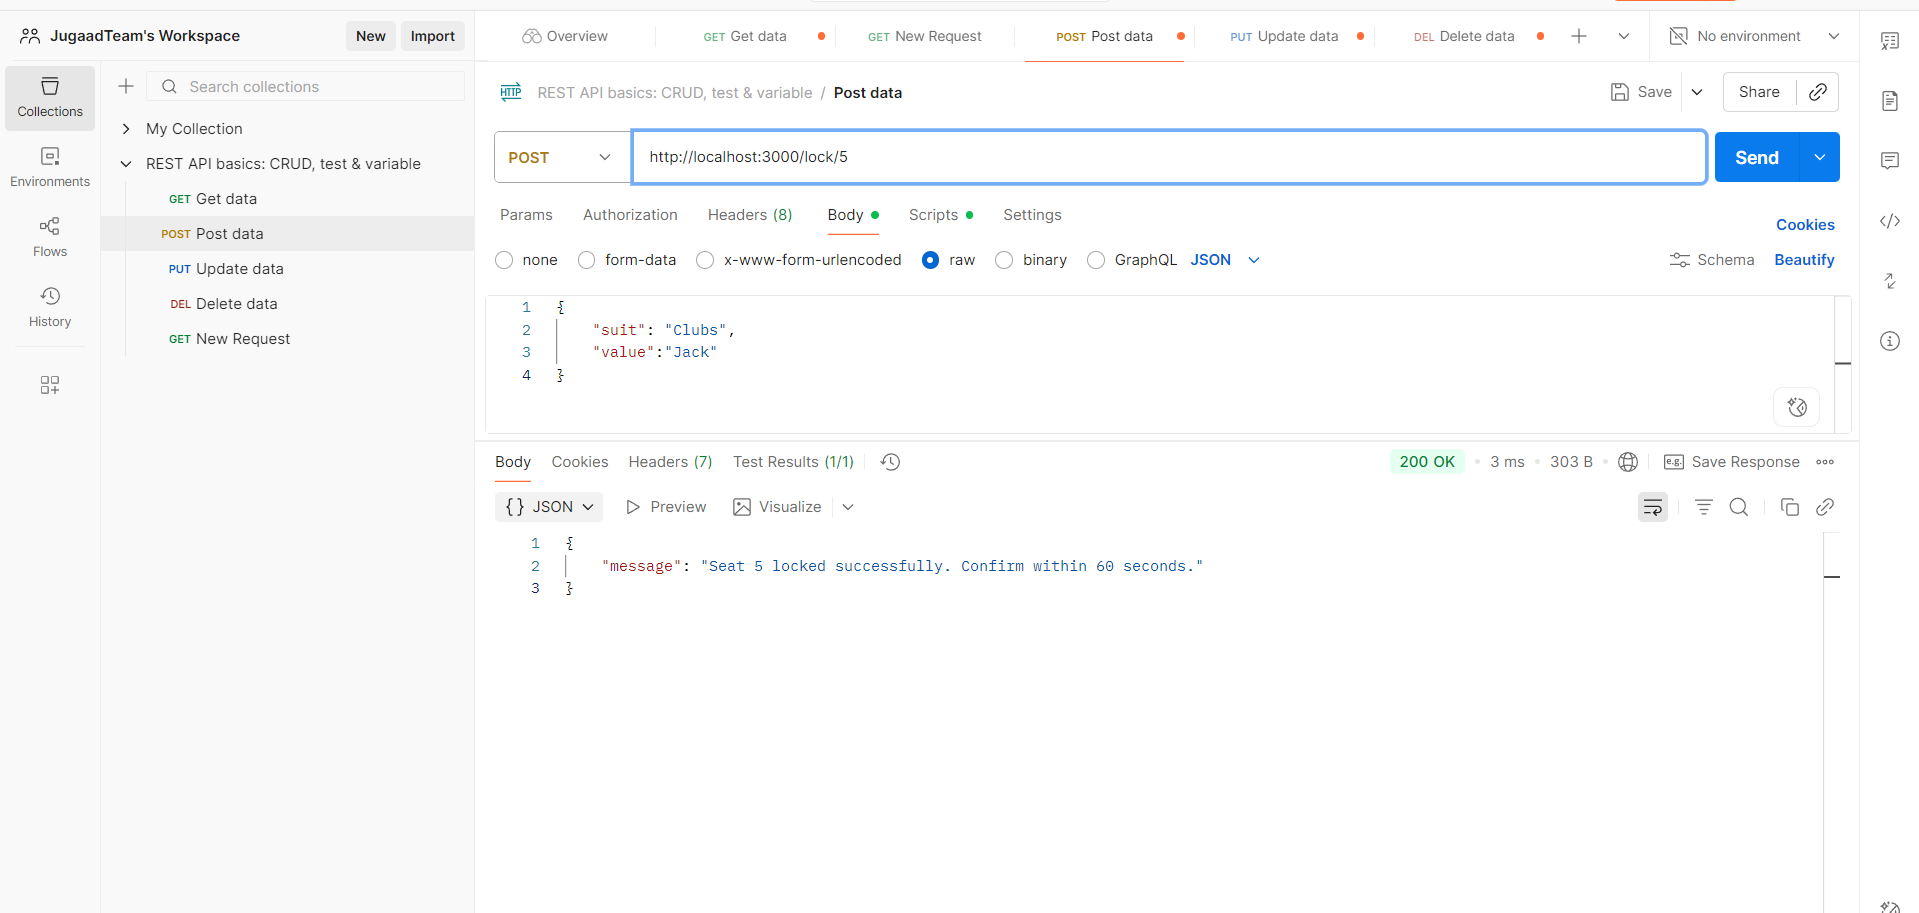 JugaadTeam's Workspace
New
Import
Overview
GET Get data
GET New Request
POST Post data
PUT Update data
DEL Delete data
No environment
Collections
Environments
Flows
History
Search collections
My Collection
REST API basics: CRUD, test & variable
GET Get data
POST Post data
PUT Update data
DEL Delete data
GET New Request
HTTP REST API basics: CRUD, test & variable / Post data
Save
Share
POST
http://localhost:3000/lock/5
Send
Params
Authorization
Headers (8)
Body
Scripts
Settings
Cookies
none
form-data
x-www-form-urlencoded
raw
binary
GraphQL
JSON
Schema
Beautify
1 {
2 "suit": "Clubs",
3 "value":"Jack"
4 }
Body
Cookies
Headers (7)
Test Results (1/1)
200 OK
3 ms
303 B
e.g. Save Response
{} JSON
Preview
Visualize
1 {
2 "message": "Seat 5 locked successfully. Confirm within 60 seconds."
3 }